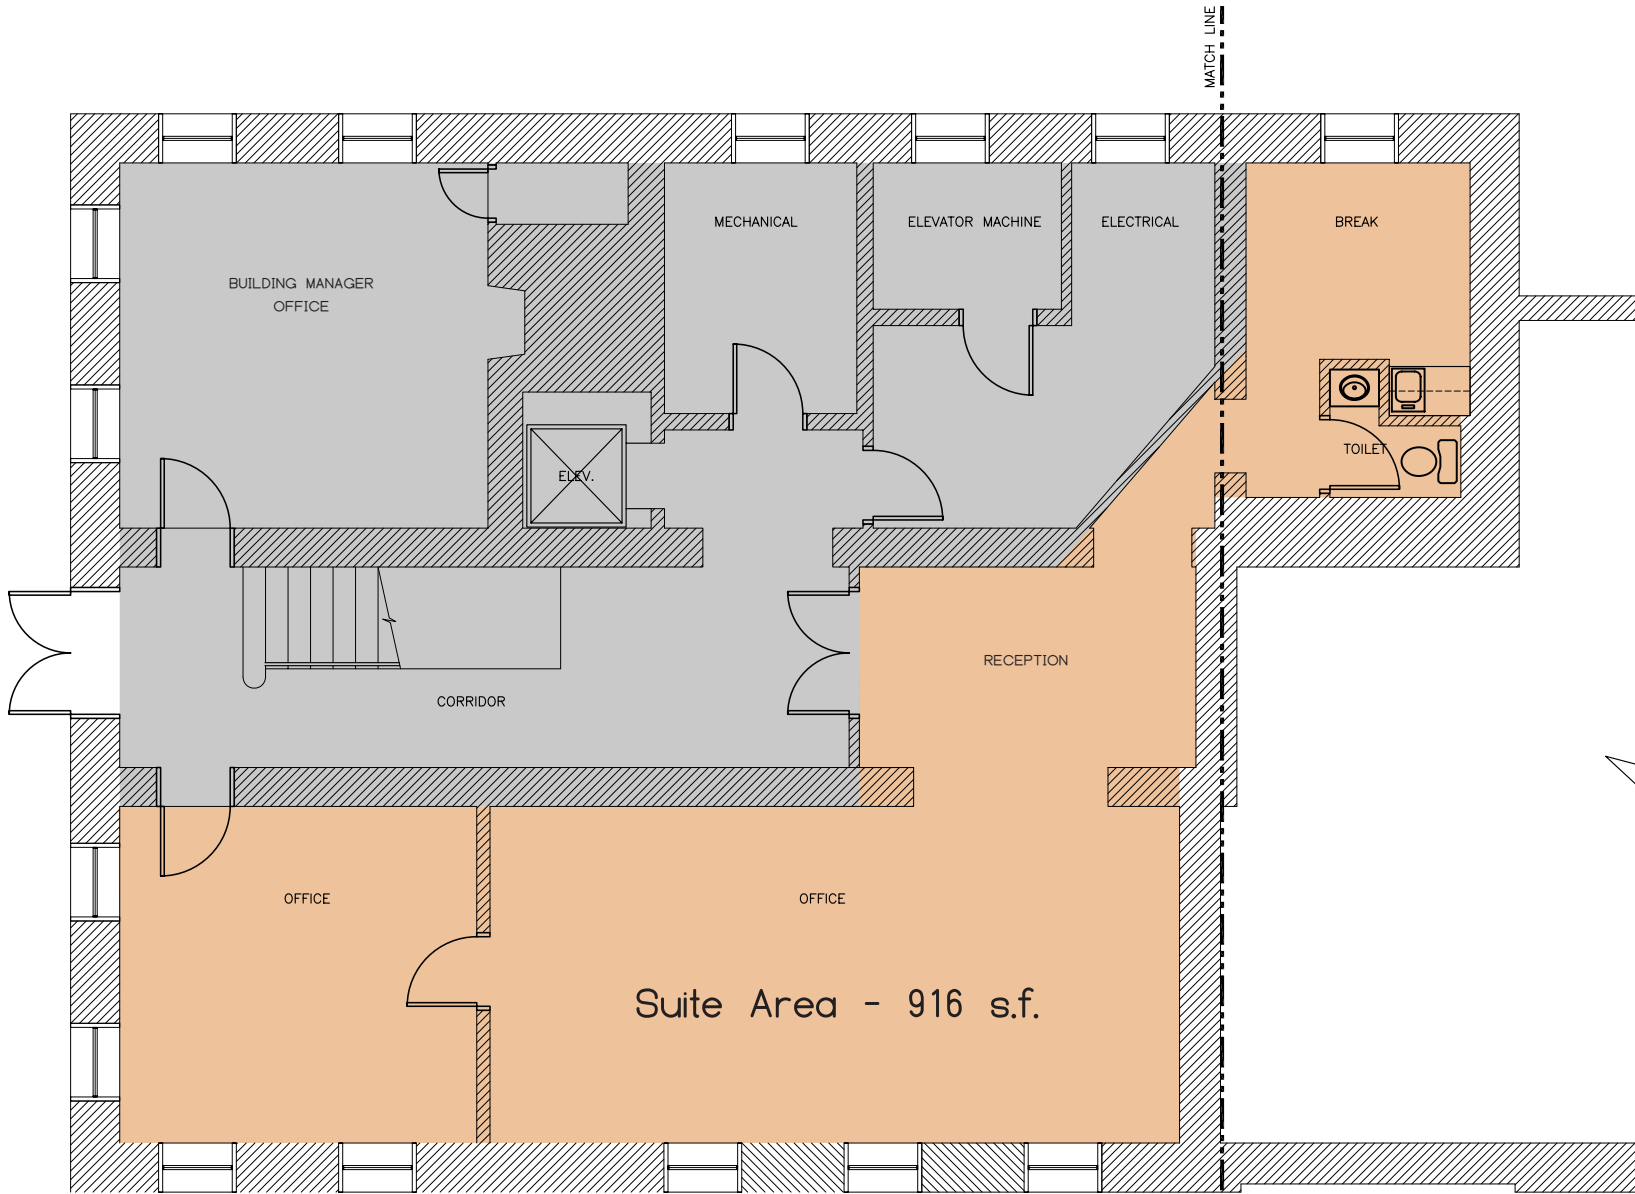 MATCH LINE
MECHANICAL
ELEVATOR MACHINE
ELECTRICAL
BREAK
BUILDING MANAGER
OFFICE
TOILET
ELEV.
RECEPTION
CORRIDOR
OFFICE
OFFICE
Suite Area - 916 s.f.